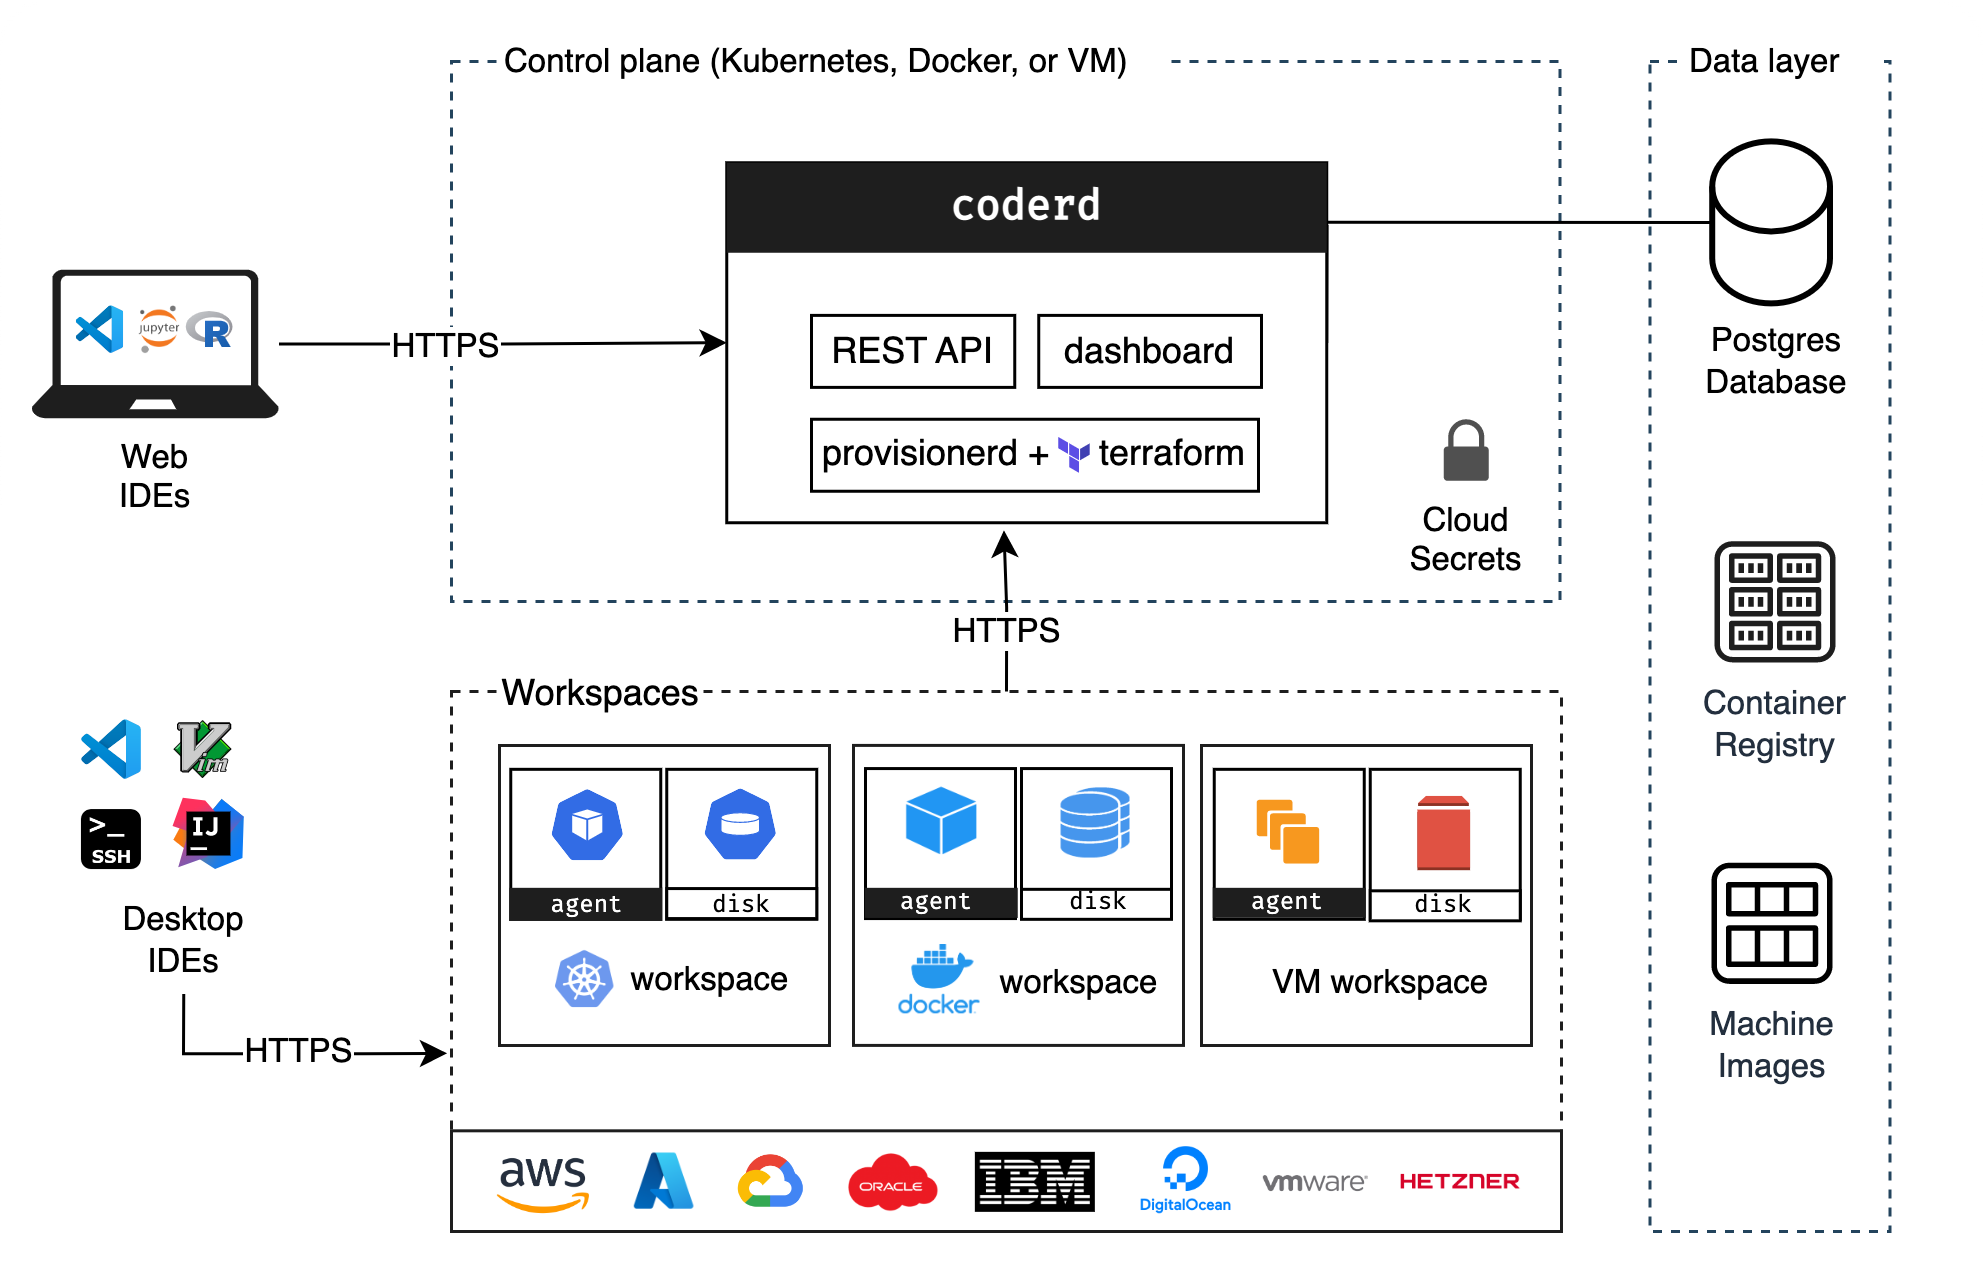 Control plane (Kubernetes, Docker, or VM)
Data layer
coderd
jupyter
R
HTTPS
REST API
dashboard
provisionerd + terraform
Web
IDEs
Cloud
Secrets
Postgres
Database
HTTPS
Workspaces
Container
Registry
Vim
>_
SSH
IJ
Desktop
IDEs
HTTPS
agent
disk
workspace
agent
disk
docker
workspace
agent
disk
VM workspace
Machine
Images
aws
ORACLE
IBM
DigitalOcean
vmware
HETZNER